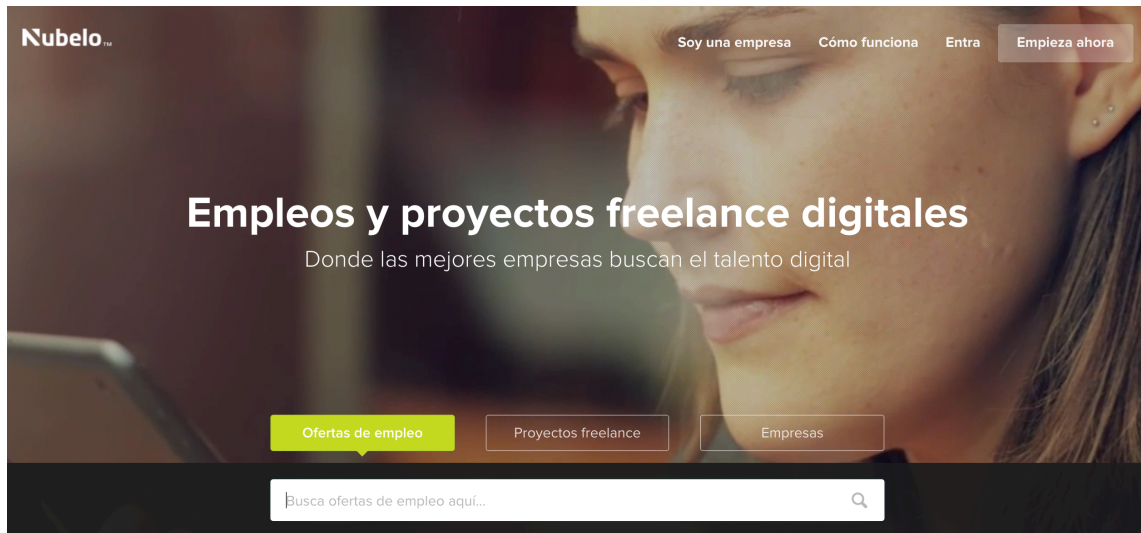 Nubelo™
Soy una empresa
Cómo funciona
Entra
Empieza ahora
Empleos y proyectos freelance digitales
Donde las mejores empresas buscan el talento digital
Ofertas de empleo
Proyectos freelance
Empresas
Busca ofertas de empleo aquí...